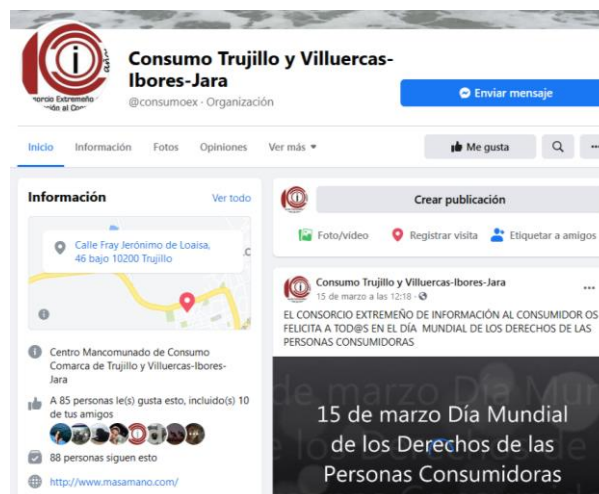 Consumo Trujillo y Villuercas-
Ibores-Jara
@consumoex · Organización
Enviar mensaje
Inicio
Información
Fotos
Opiniones
Ver más
Me gusta
Información
Ver todo
Calle Fray Jerónimo de Loaisa,
46 bajo 10200 Trujillo
Centro Mancomunado de Consumo
Comarca de Trujillo y Villuercas-Ibores-
Jara
A 85 personas le(s) gusta esto, incluido(s) 10
de tus amigos
88 personas siguen esto
http://www.masamano.com/
Crear publicación
Foto/vídeo
Registrar visita
Etiquetar a amigos
Consumo Trujillo y Villuercas-Ibores-Jara
15 de marzo a las 12:18 ·
EL CONSORCIO EXTREMEÑO DE INFORMACIÓN AL CONSUMIDOR OS
FELICITA A TOD@S EN EL DÍA MUNDIAL DE LOS DERECHOS DE LAS
PERSONAS CONSUMIDORAS
15 de marzo Día Mundial
de los Derechos de las
Personas Consumidoras